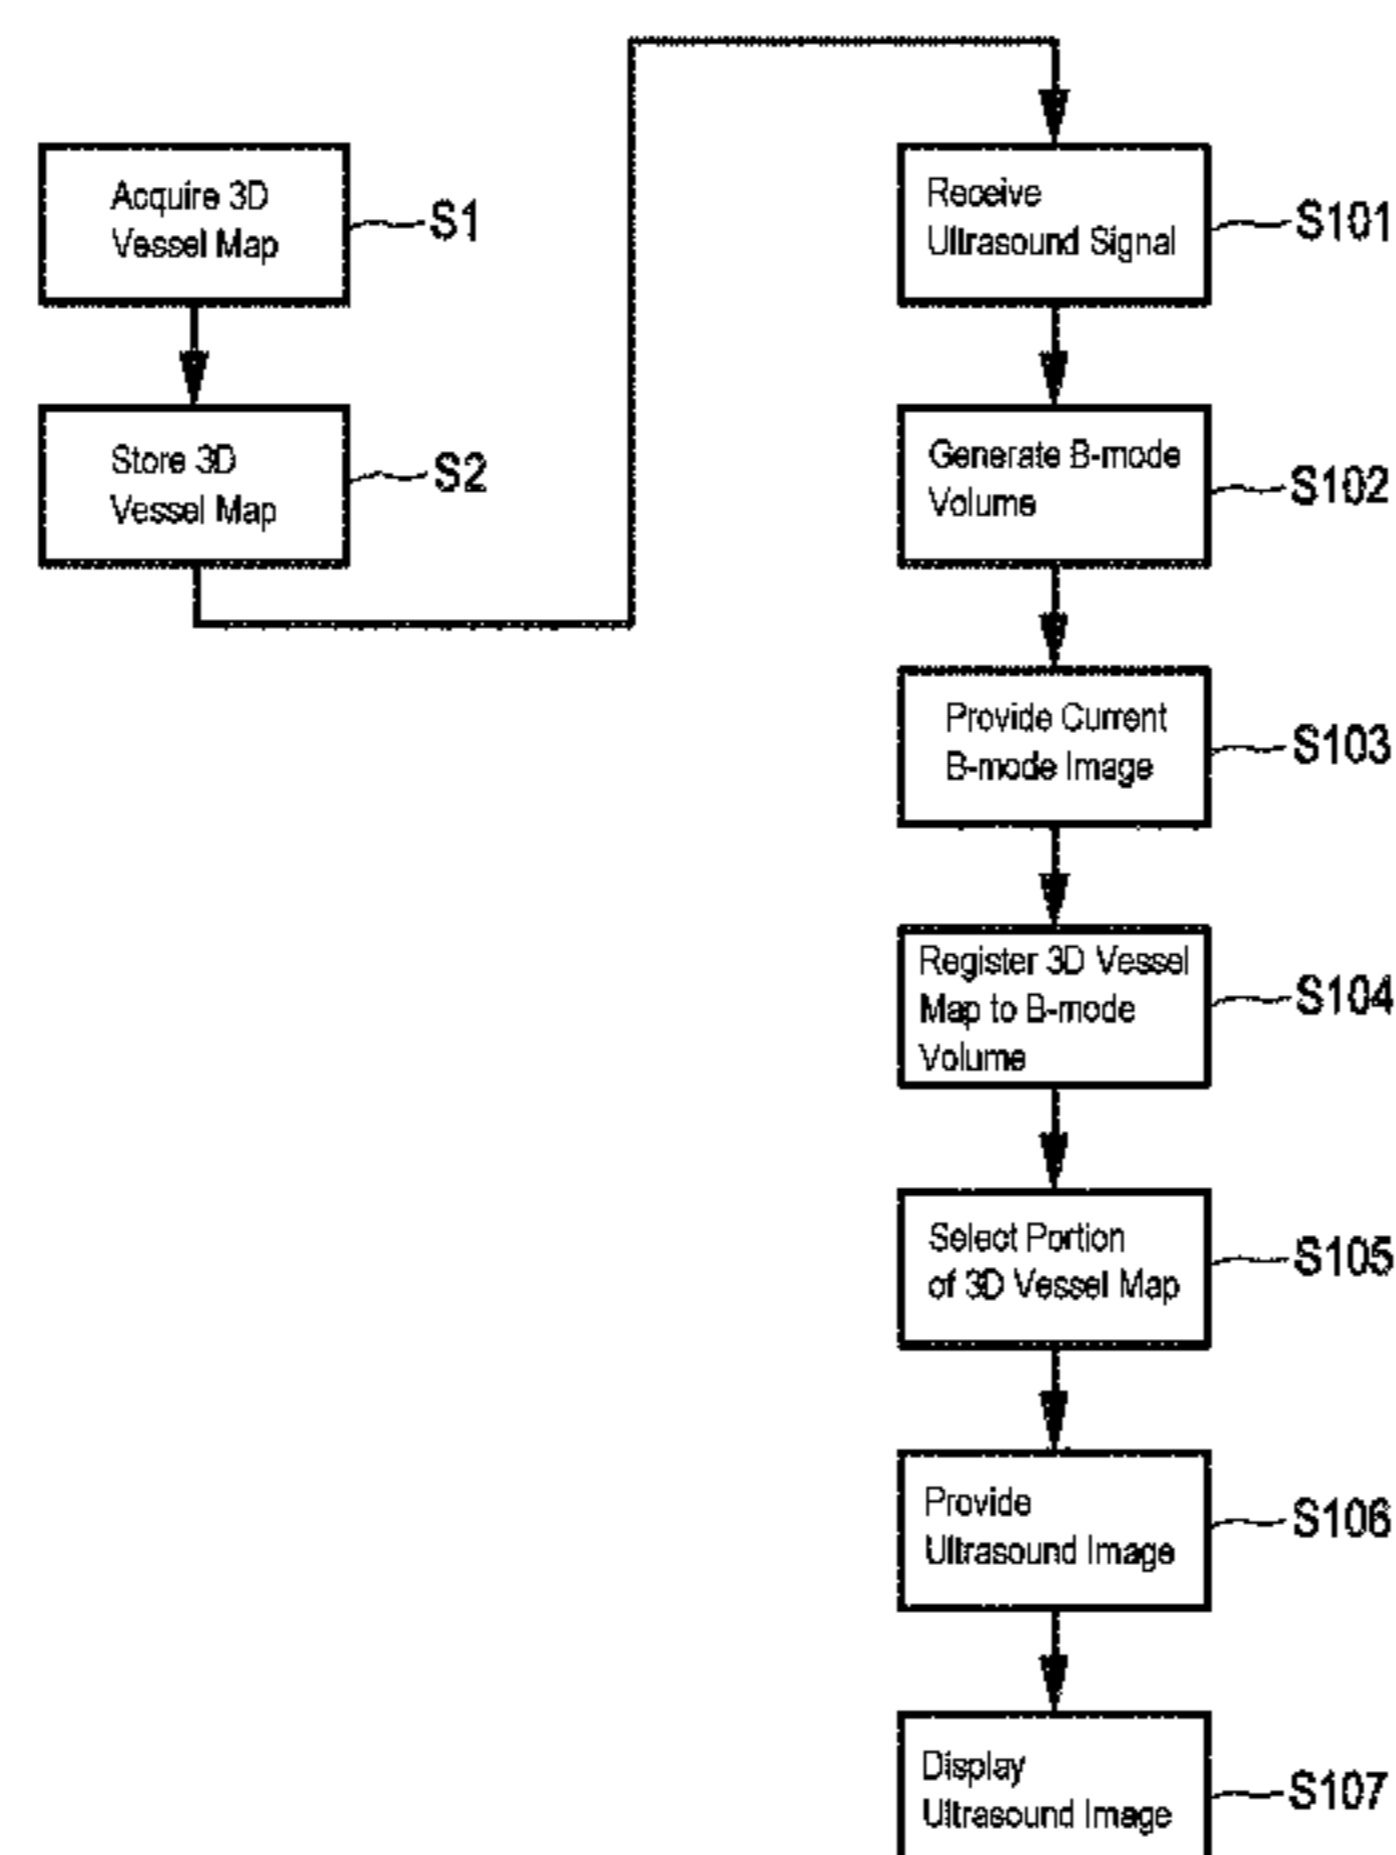 Acquire 3D
Vessel Map
S1
Store 3D
Vessel Map
S2
Receive
Ultrasound Signal
S101
Generate B-mode
Volume
S102
Provide Current
B-mode Image
S103
Register 3D Vessel
Map to B-mode
Volume
S104
Select Portion
of 3D Vessel Map
S105
Provide
Ultrasound Image
S106
Display
Ultrasound Image
S107